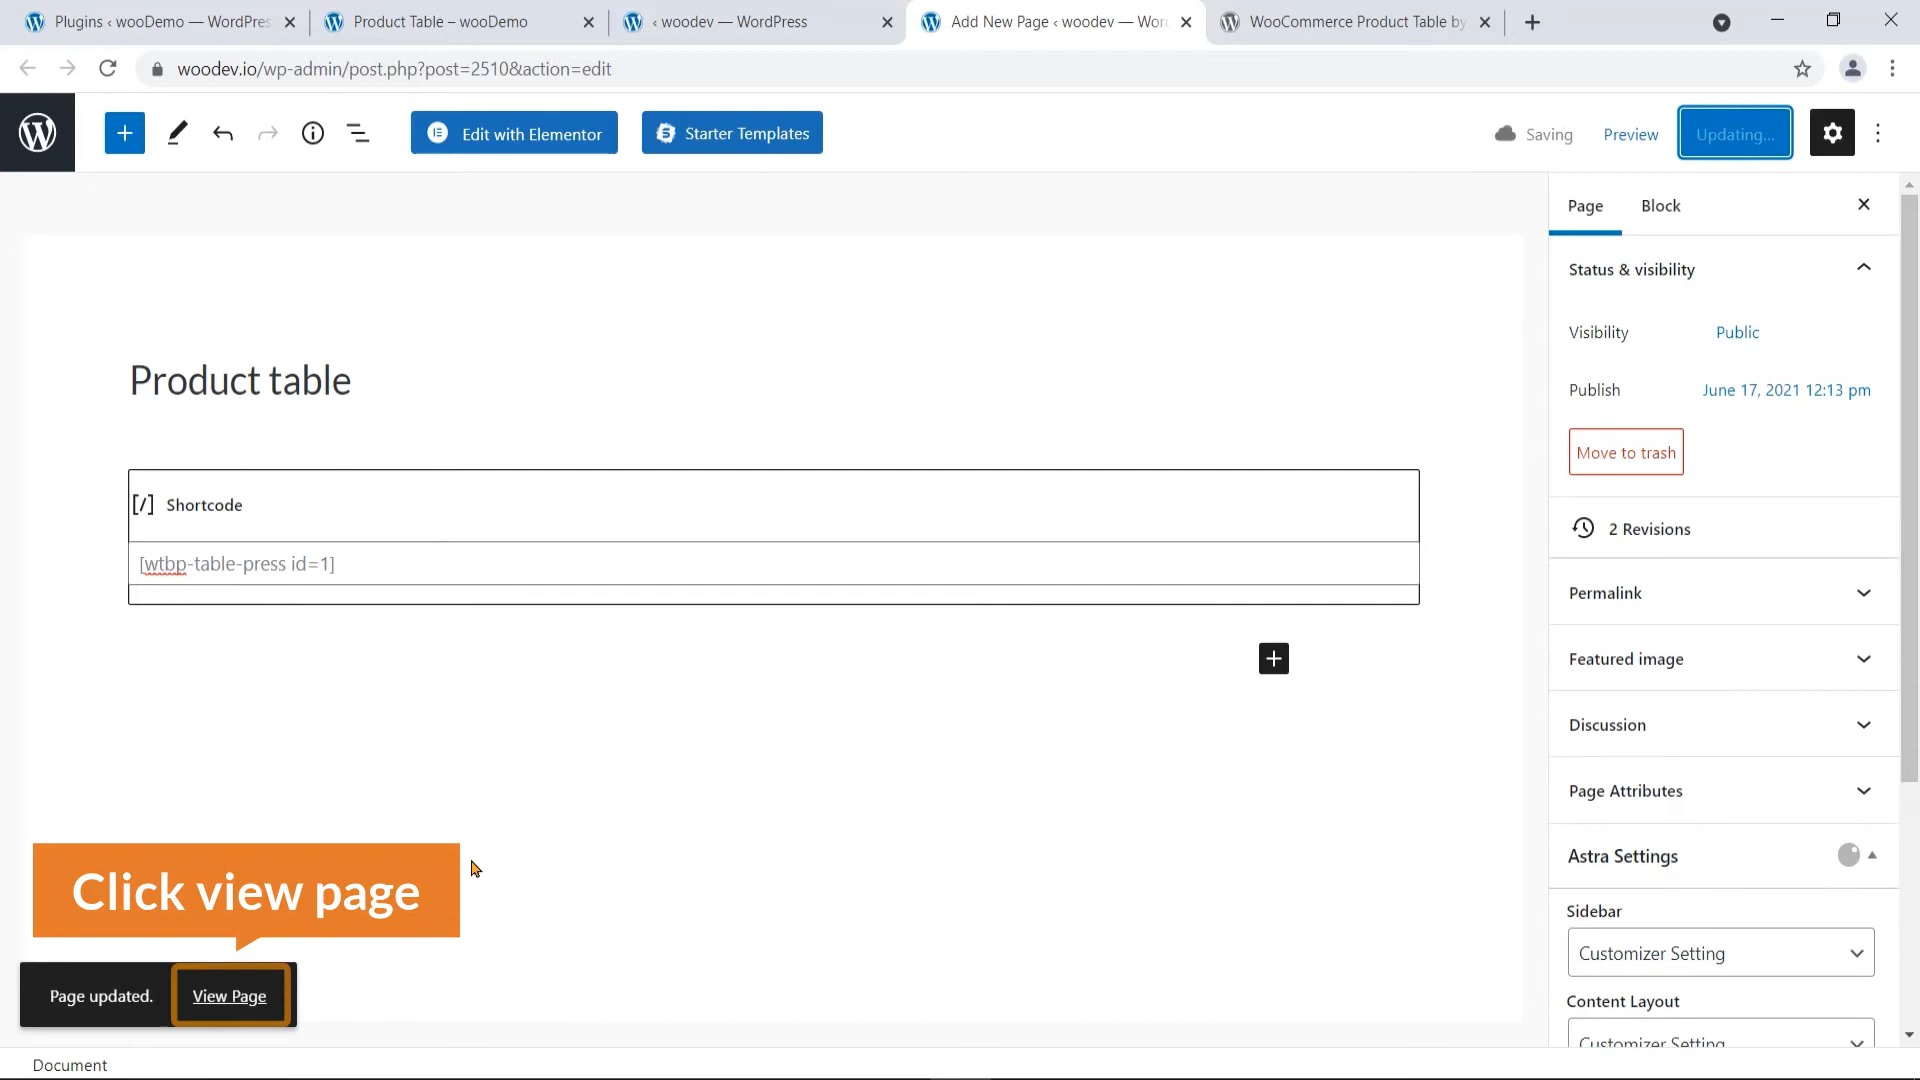 Plugins ‹ wooDemo — WordPres
Product Table – wooDemo
‹ woodev — WordPress
Add New Page ‹ woodev — Wor
WooCommerce Product Table by
woodev.io/wp-admin/post.php?post=2510&action=edit
Edit with Elementor
Starter Templates
Saving
Preview
Updating...
Page
Block
Status & visibility
Visibility
Public
Publish
June 17, 2021 12:13 pm
Move to trash
2 Revisions
Permalink
Featured image
Discussion
Page Attributes
Astra Settings
Sidebar
Customizer Setting
Content Layout
Customizer Setting
Product table
[/] Shortcode
[wtbp-table-press id=1]
Click view page
Page updated.
View Page
Document